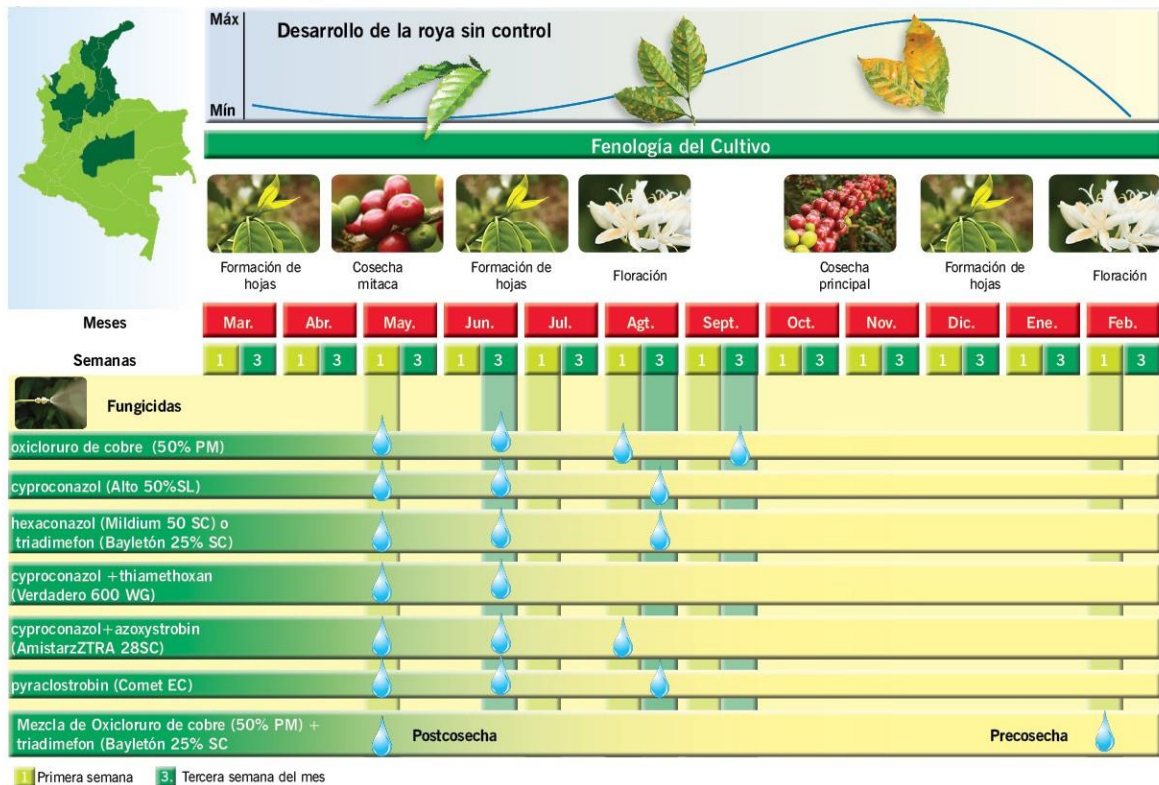 Máx
Desarrollo de la roya sin control
Mín
Fenología del Cultivo
Formación de hojas
Cosecha mitaca
Formación de hojas
Floración
Cosecha principal
Formación de hojas
Floración
Meses Mar. Abr. May. Jun. Jul. Agt. Sept. Oct. Nov. Dic. Ene. Feb.
Semanas 1 3 1 3 1 3 1 3 1 3 1 3 1 3 1 3 1 3 1 3 1 3 1 3
Fungicidas
oxicloruro de cobre (50% PM)
cyproconazol (Alto 50%SL)
hexaconazol (Mildium 50 SC) o
triadimefon (Bayletón 25% SC)
cyproconazol +thiamethoxan
(Verdadero 600 WG)
cyproconazol+azoxystrobin
(AmistarzZTRA 28SC)
pyraclostrobin (Comet EC)
Mezcla de Oxicloruro de cobre (50% PM) +
triadimefon (Bayletón 25% SC
Postcosecha
Precosecha
1 Primera semana 3. Tercera semana del mes